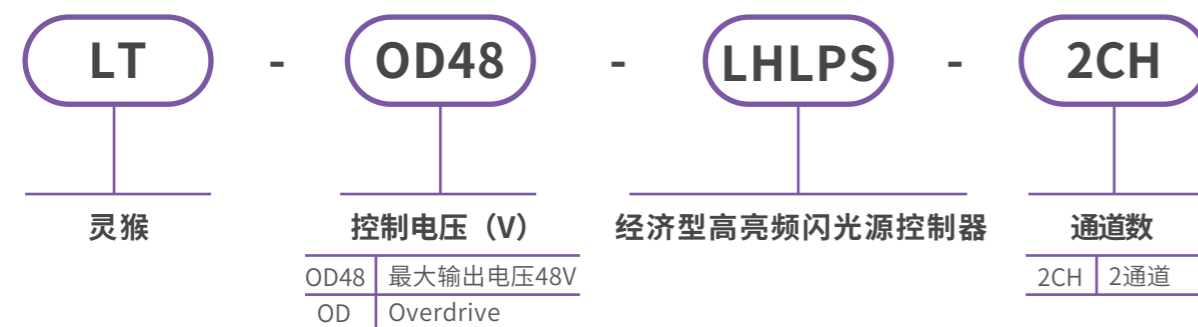 LT - OD48 - LHLPS - 2CH
灵猴 控制电压（V） 经济型高亮频闪光源控制器 通道数
OD48 最大输出电压48V 2CH 2通道
OD Overdrive